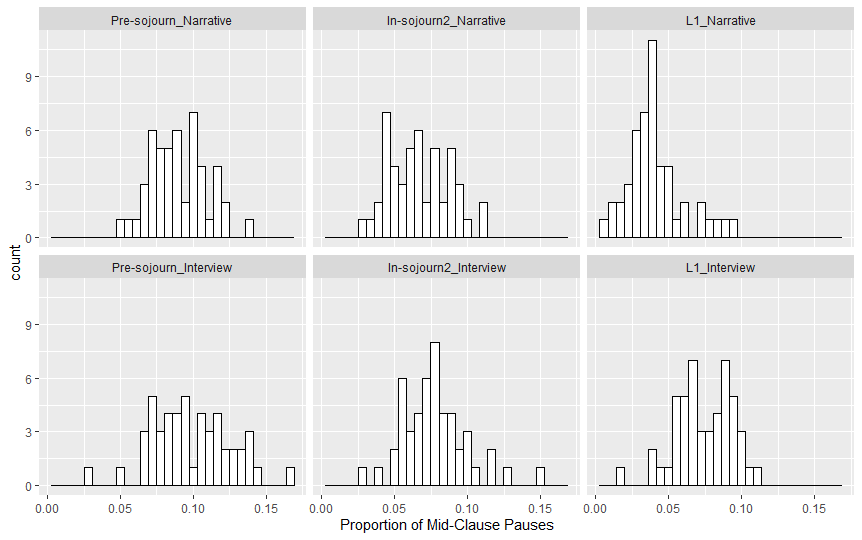 Pre-sojourn_Narrative In-sojourn2_Narrative L1_Narrative
9
6
3
0
count
Pre-sojourn_Interview In-sojourn2_Interview L1_Interview
9
6
3
0
0.00 0.05 0.10 0.15 0.00 0.05 0.10 0.15 0.00 0.05 0.10 0.15
Proportion of Mid-Clause Pauses